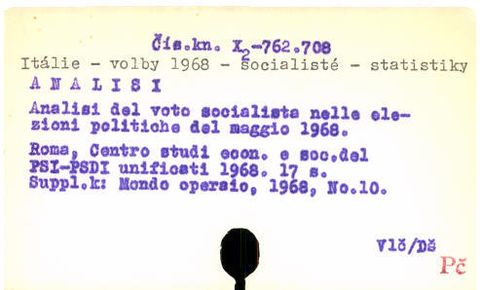 Čís.kn. X2-762.708
Itálie - volby 1968 - socialisté - statistiky
A N A L I S I
Analisi del voto socialista nelle ele-
zioni politiche del maggio 1968.
Roma, Centro studi econ. e soc.del
PSI-PSDI unificati 1968. 17 s.
Suppl.k: Mondo operaio, 1968, No.10.
Vlč/Dš
Pč